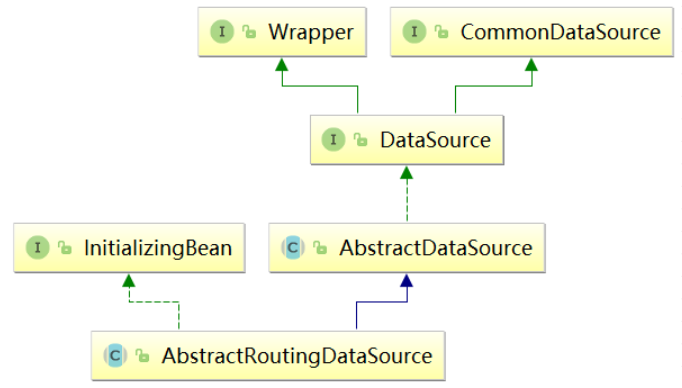 I Wrapper
I CommonDataSource
I DataSource
I InitializingBean
C AbstractDataSource
C AbstractRoutingDataSource